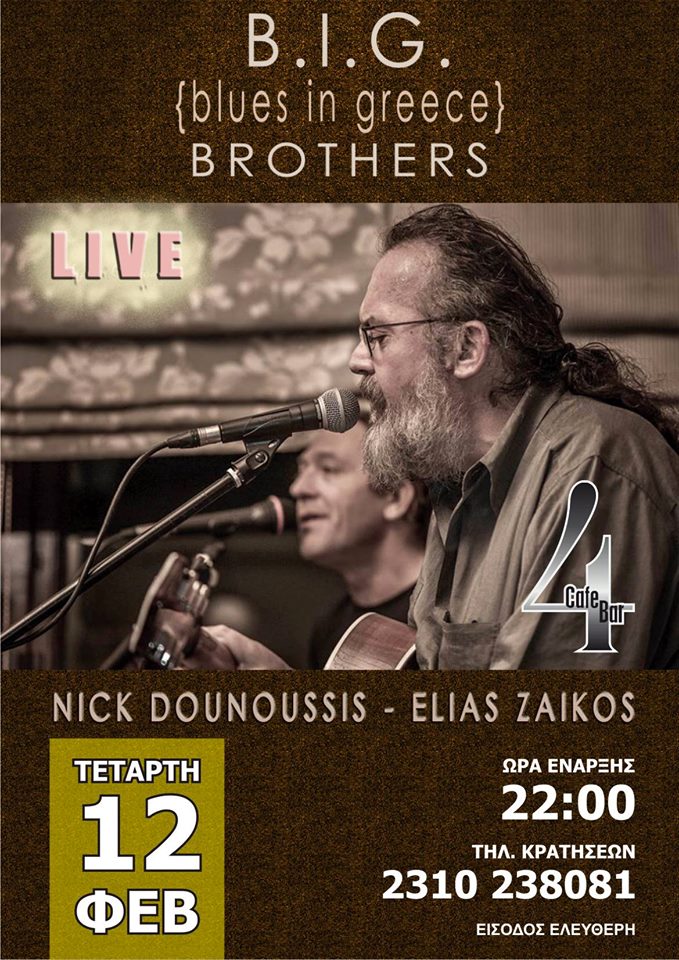 B.I.G.
{blues in greece}
BROTHERS
LIVE
4
Cafe
Bar
NICK DOUNOUSSIS - ELIAS ZAIKOS
ΤΕΤΑΡΤΗ
12
ΦΕΒ
ΩΡΑ ΕΝΑΡΞΗΣ
22:00
ΤΗΛ. ΚΡΑΤΗΣΕΩΝ
2310 238081
ΕΙΣΟΔΟΣ ΕΛΕΥΘΕΡΗ